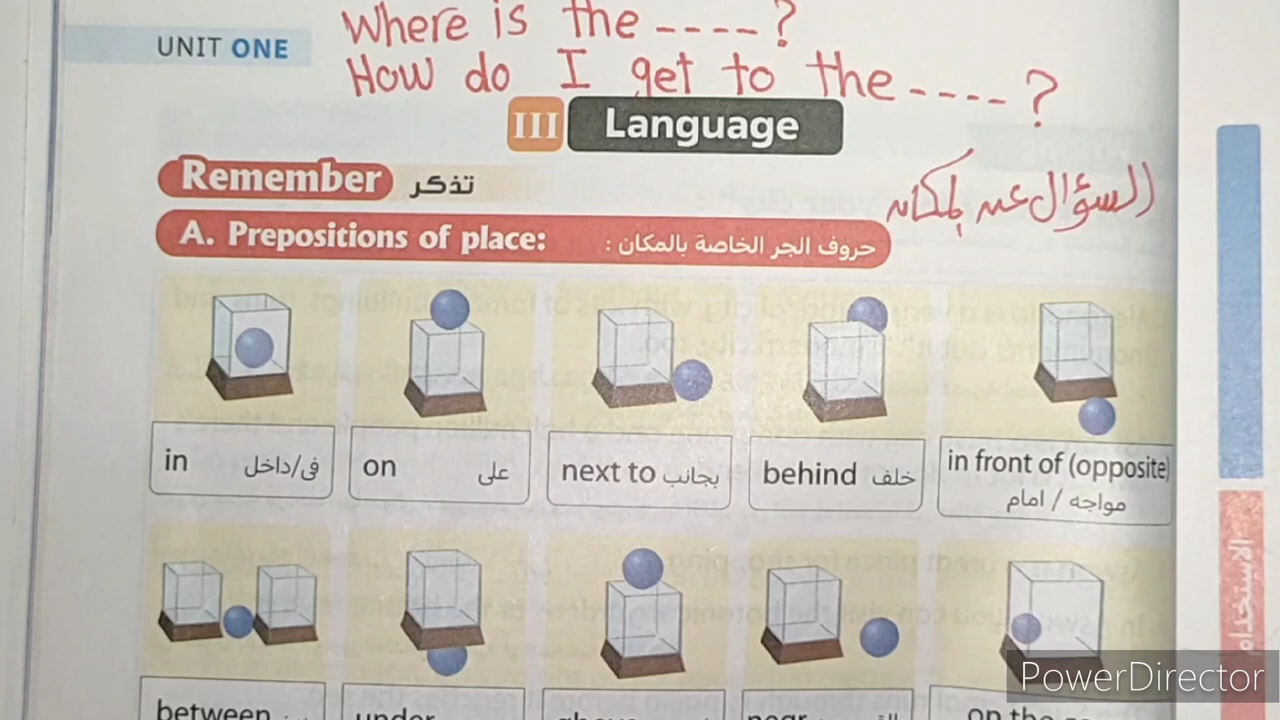 Where is the ----?
UNIT ONE
How do I get to the ----?
III Language
Remember تذكر
السؤال عن المكان
A. Prepositions of place: حروف الجر الخاصة بالمكان :
in فى/داخل
on على
next to بجانب
behind خلف
in front of (opposite)
مواجه / امام
between
under
above
near
on the
الاستخدام
PowerDirector